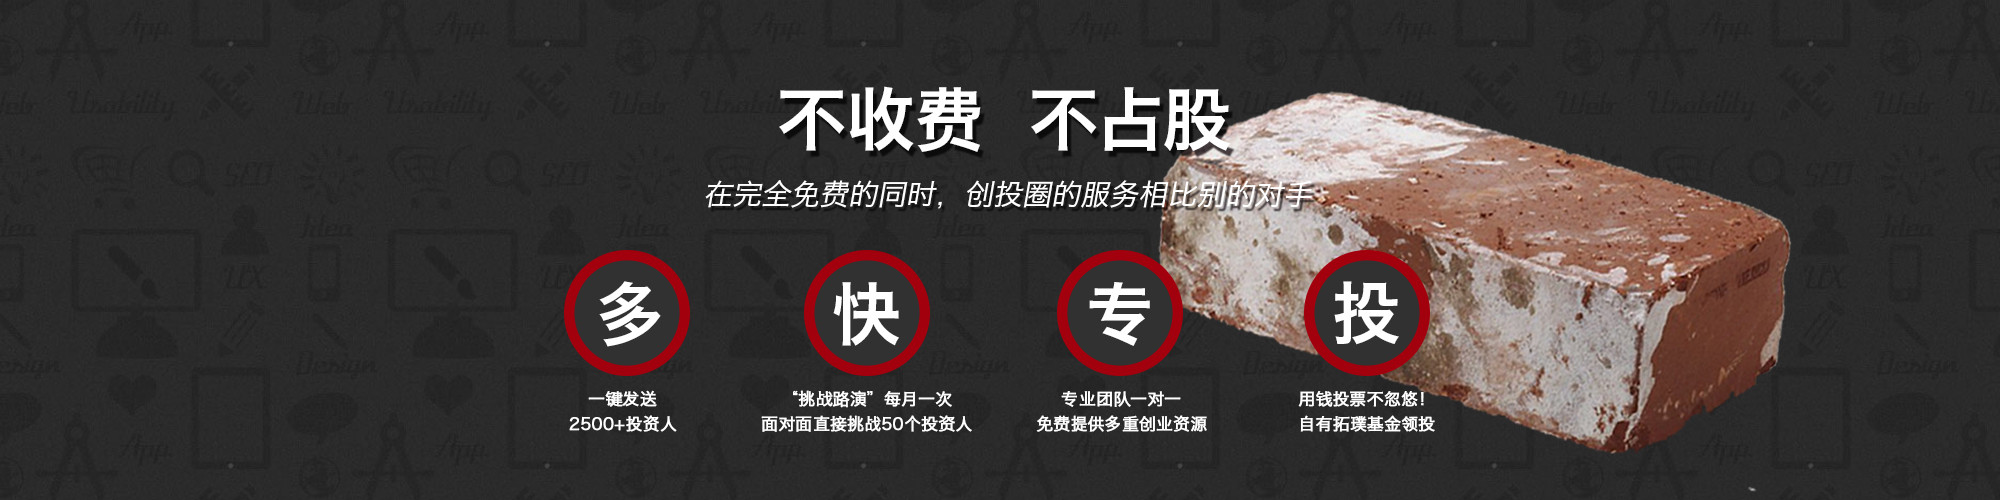 不收费 不占股
在完全免费的同时，创投圈的服务相比别的对手
多
一键发送
2500+投资人
快
“挑战路演”每月一次
面对面直接挑战50个投资人
专
专业团队一对一
免费提供多重创业资源
投
用钱投票不忽悠！
自有拓璞基金领投